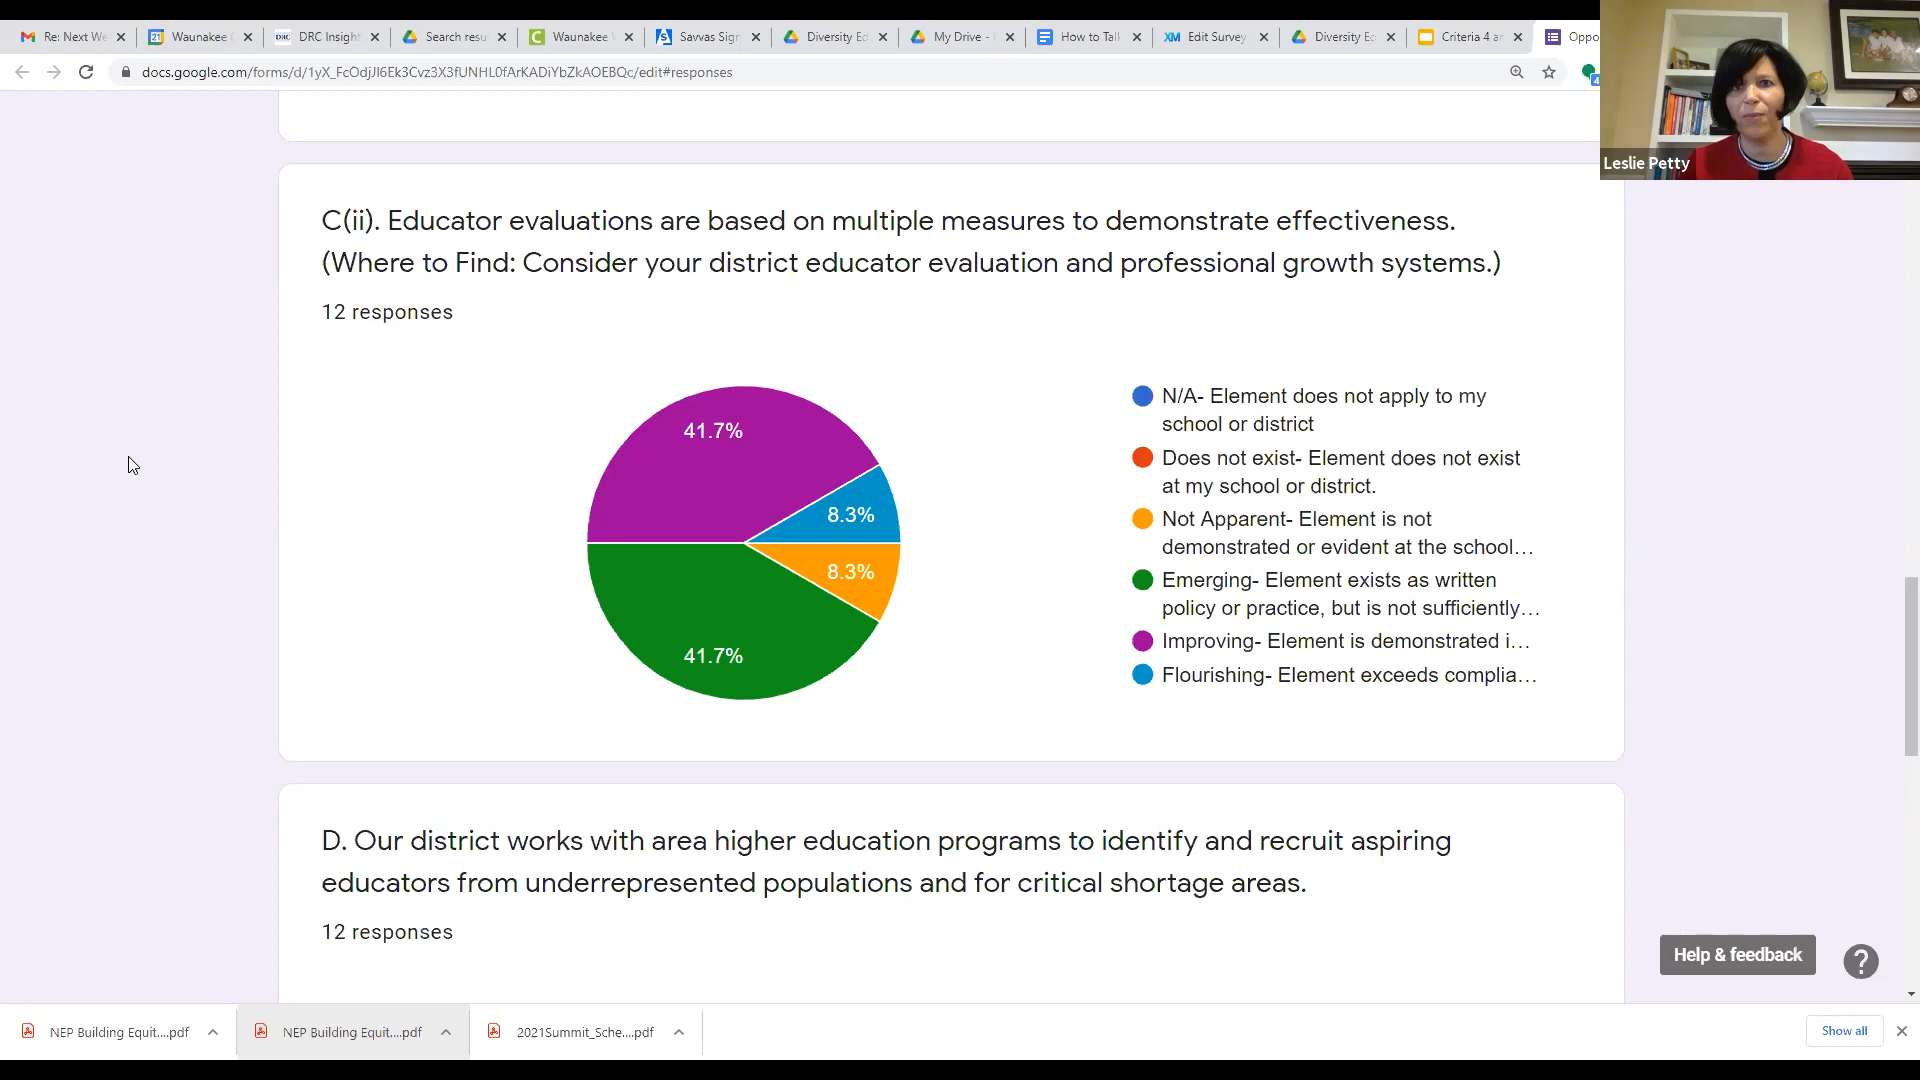 Re: Next We
Waunakee C
DRC Insight
Search resu
Waunakee
Savvas Sign
Diversity Ec
My Drive -
How to Talk
Edit Survey
Diversity Ec
Criteria 4 ar
Oppo
docs.google.com/forms/d/1yX_FcOdjJI6Ek3Cvz3X3fUNHL0fArKADiYbZkAOEBQc/edit#responses
Leslie Petty
C(ii). Educator evaluations are based on multiple measures to demonstrate effectiveness.
(Where to Find: Consider your district educator evaluation and professional growth systems.)
12 responses
41.7%
8.3%
8.3%
41.7%
N/A- Element does not apply to my
school or district
Does not exist- Element does not exist
at my school or district.
Not Apparent- Element is not
demonstrated or evident at the school...
Emerging- Element exists as written
policy or practice, but is not sufficiently...
Improving- Element is demonstrated i...
Flourishing- Element exceeds complia...
D. Our district works with area higher education programs to identify and recruit aspiring
educators from underrepresented populations and for critical shortage areas.
12 responses
Help & feedback
?
NEP Building Equit....pdf
NEP Building Equit....pdf
2021Summit_Sche....pdf
Show all